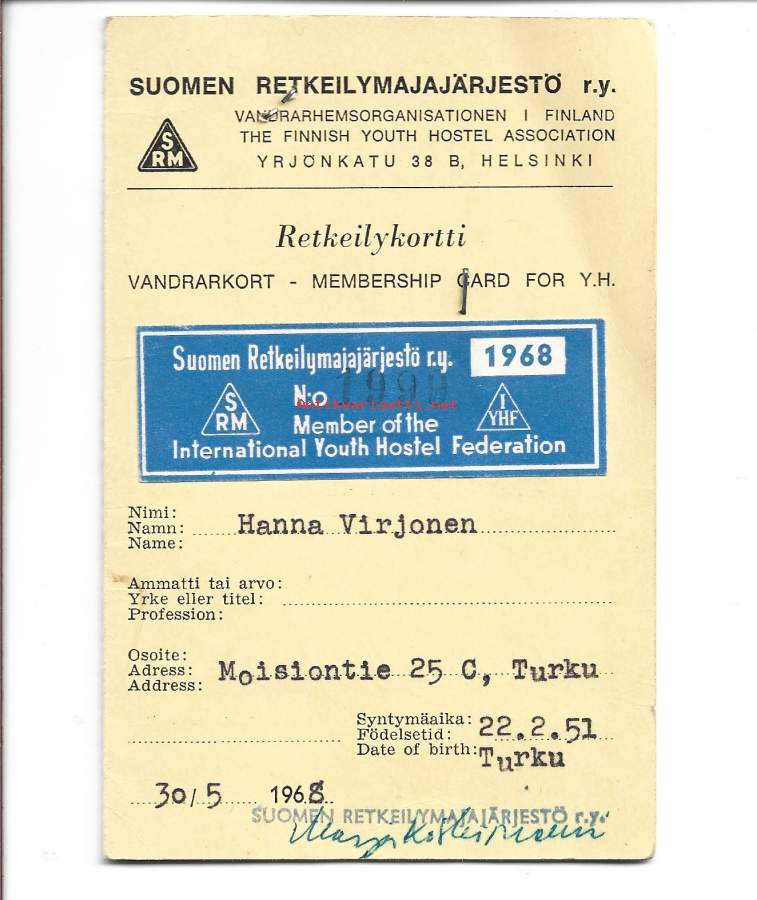 SUOMEN RETKEILYMAJAJÄRJESTÖ r.y.
VANDRARHEMSORGANISATIONEN I FINLAND
THE FINNISH YOUTH HOSTEL ASSOCIATION
YRJÖNKATU 38 B, HELSINKI
S
RM
Retkeilykortti
VANDRARKORT - MEMBERSHIP CARD FOR Y.H.
Suomen Retkeilymajajärjestö r.y. 1968
N:o
Antikvariaatti.net
S
RM
I
YHF
Member of the
International Youth Hostel Federation
Nimi:
Namn: Hanna Virjonen
Name:
Ammatti tai arvo:
Yrke eller titel:
Profession:
Osoite:
Adress: Moisiontie 25 C, Turku
Address:
Syntymäaika:
Födelsetid: 22.2.51
Date of birth: Turku
30/5 1968
SUOMEN RETKEILYMAJAJÄRJESTÖ r.y.